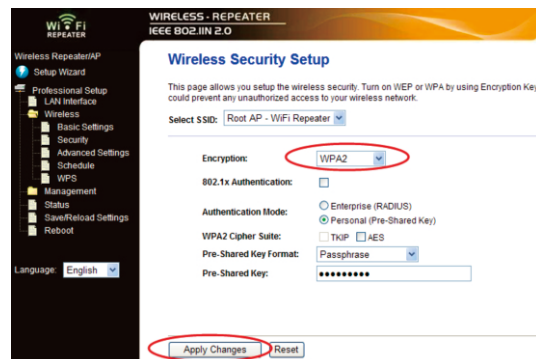 Wi Fi
REPEATER
WIRELESS - REPEATER
IEEE 802.11N 2.0
Wireless Repeater/AP
Setup Wizard
Professional Setup
LAN Interface
Wireless
Basic Settings
Security
Advanced Settings
Schedule
WPS
Management
Status
Save/Reload Settings
Reboot
Language: English
Wireless Security Setup
This page allows you setup the wireless security. Turn on WEP or WPA by using Encryption Key
could prevent any unauthorized access to your wireless network.
Select SSID: Root AP - WiFi Repeater
Encryption: WPA2
802.1x Authentication:
Authentication Mode: Enterprise (RADIUS)
Personal (Pre-Shared Key)
WPA2 Cipher Suite: TKIP AES
Pre-Shared Key Format: Passphrase
Pre-Shared Key: •••••••••
Apply Changes Reset